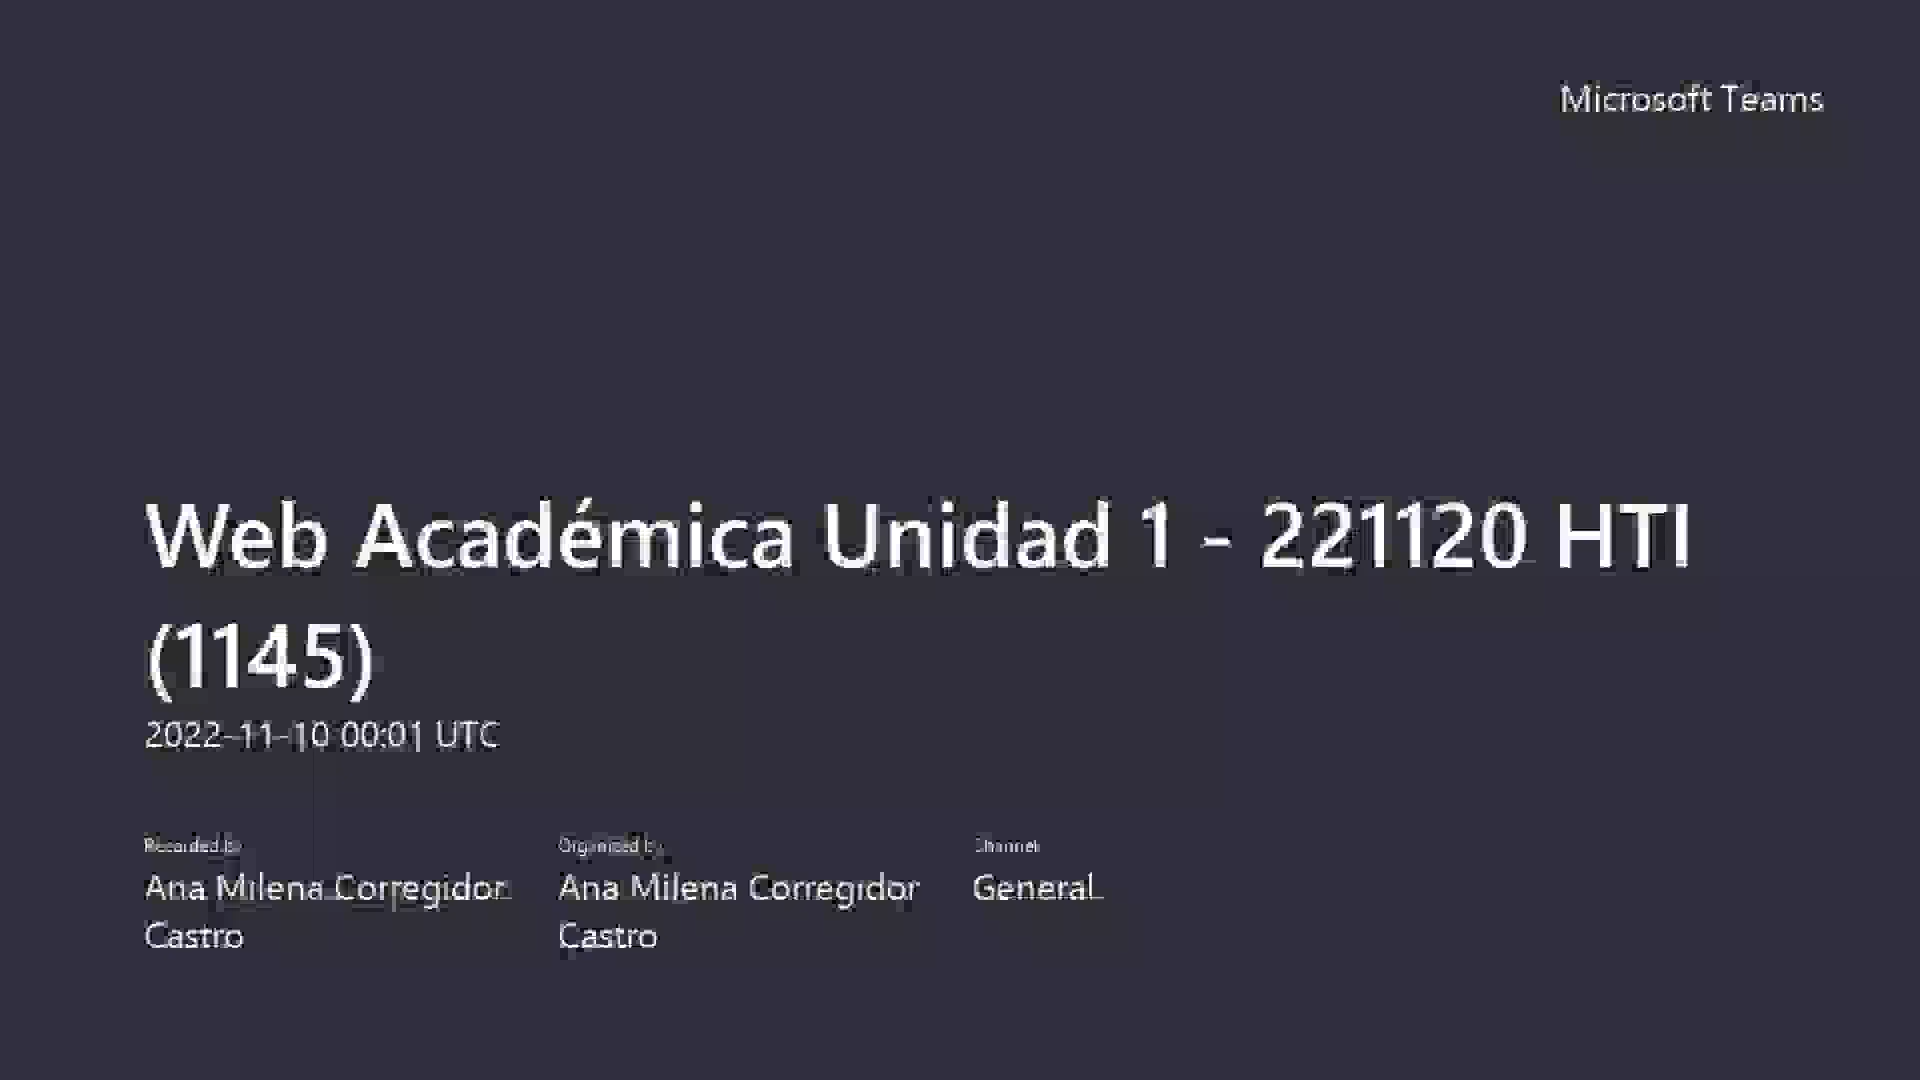 Microsoft Teams
Web Académica Unidad 1 - 221120 HTI
(1145)
2022-11-10 00:01 UTC
Recorded by
Organized by
Channel
Ana Milena Corregidor
Castro
Ana Milena Corregidor
Castro
General